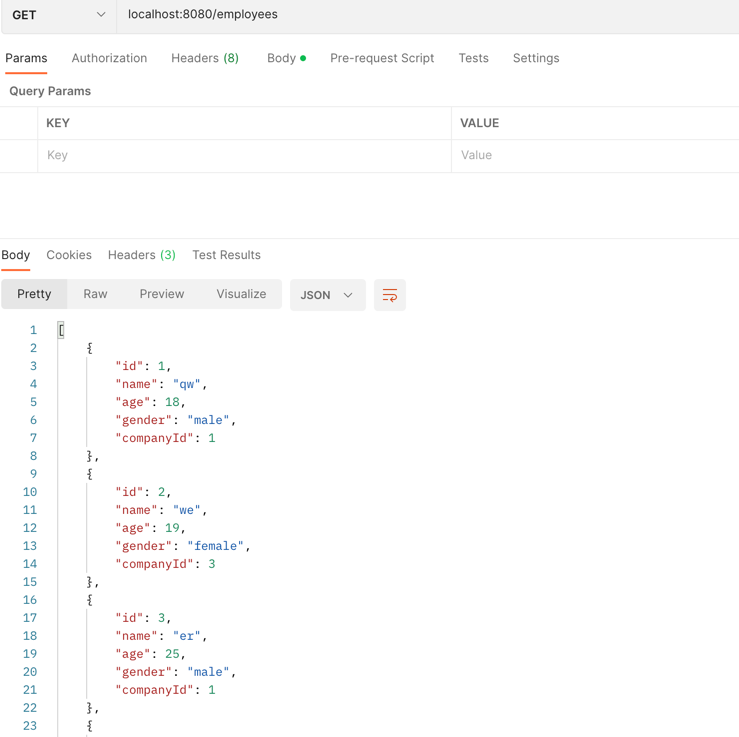 GET localhost:8080/employees
Params Authorization Headers (8) Body Pre-request Script Tests Settings
Query Params
KEY VALUE
Key Value
Body Cookies Headers (3) Test Results
Pretty Raw Preview Visualize JSON
1 [
2 {
3 "id": 1,
4 "name": "qw",
5 "age": 18,
6 "gender": "male",
7 "companyId": 1
8 },
9 {
10 "id": 2,
11 "name": "we",
12 "age": 19,
13 "gender": "female",
14 "companyId": 3
15 },
16 {
17 "id": 3,
18 "name": "er",
19 "age": 25,
20 "gender": "male",
21 "companyId": 1
22 },
23 {